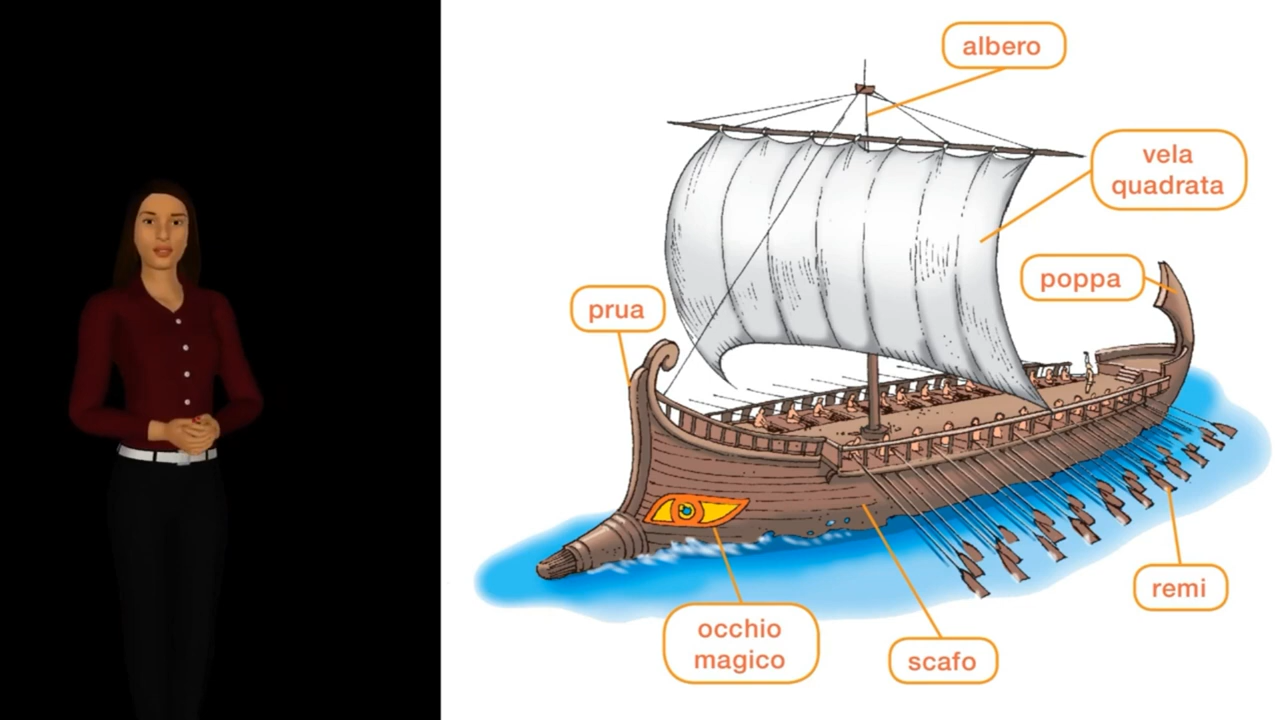 albero
vela
quadrata
poppa
prua
remi
occhio
magico
scafo